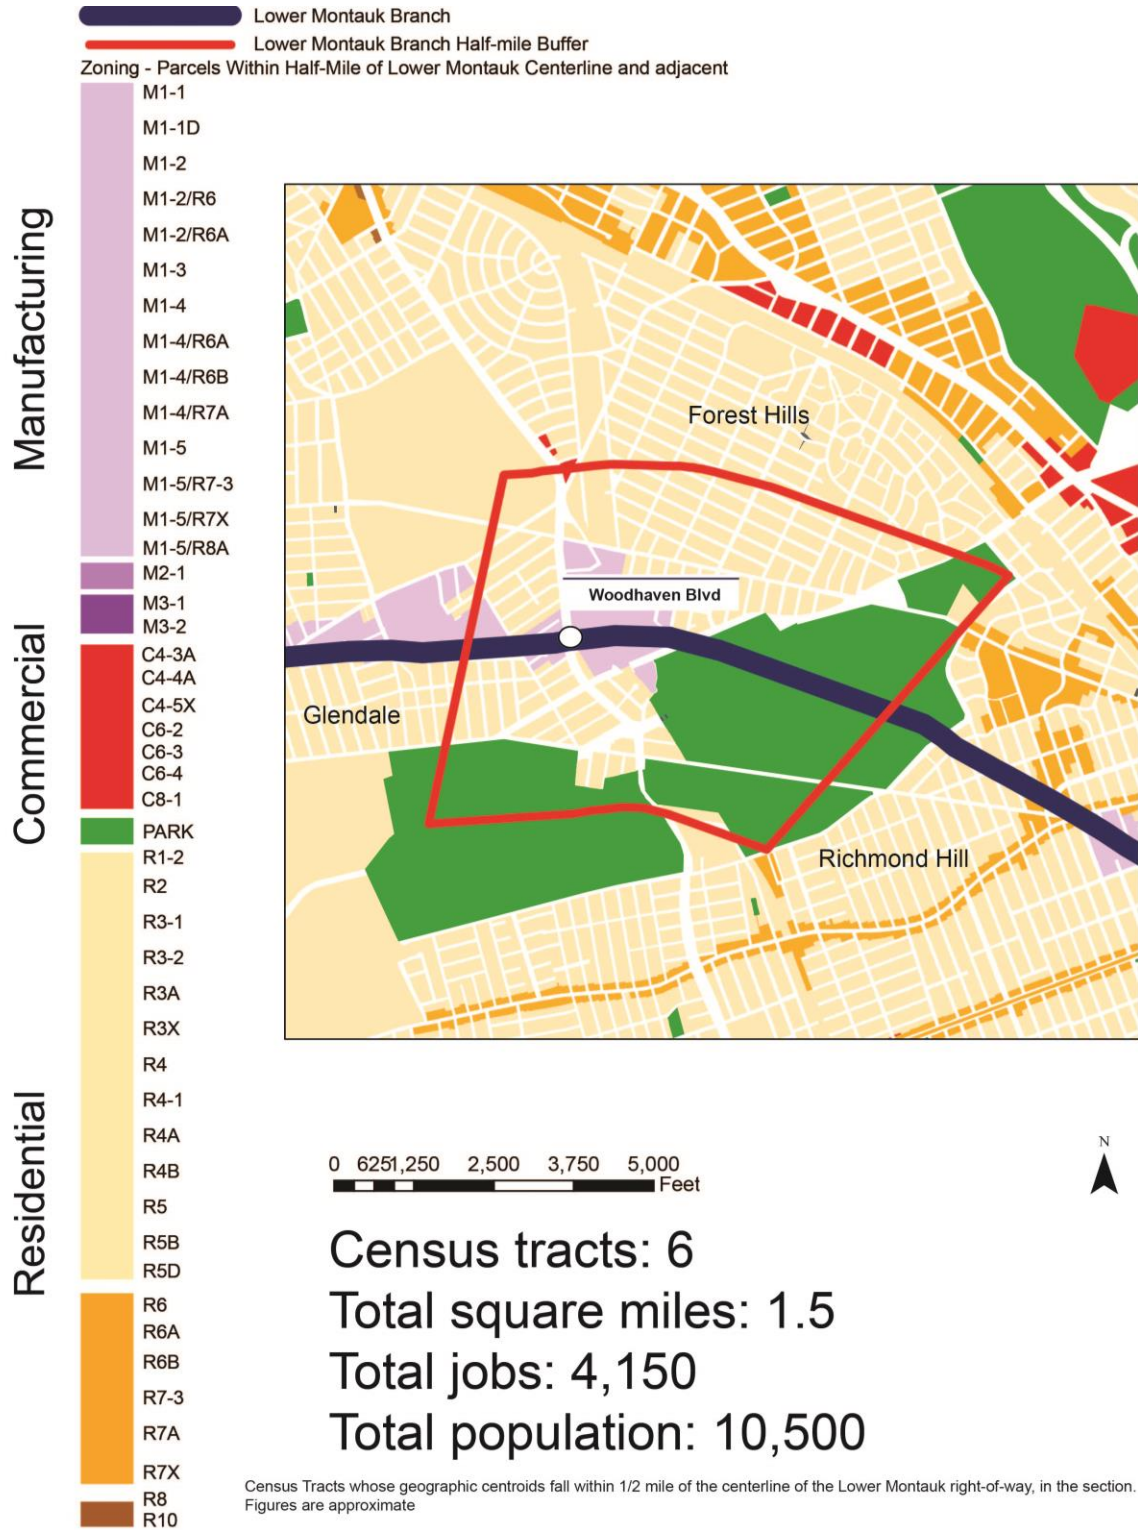 Lower Montauk Branch
Lower Montauk Branch Half-mile Buffer
Zoning - Parcels Within Half-Mile of Lower Montauk Centerline and adjacent
Manufacturing
M1-1
M1-1D
M1-2
M1-2/R6
M1-2/R6A
M1-3
M1-4
M1-4/R6A
M1-4/R6B
M1-4/R7A
M1-5
M1-5/R7-3
M1-5/R7X
M1-5/R8A
M2-1
M3-1
M3-2
Commercial
C4-3A
C4-4A
C4-5X
C6-2
C6-3
C6-4
C8-1
PARK
Residential
R1-2
R2
R3-1
R3-2
R3A
R3X
R4
R4-1
R4A
R4B
R5
R5B
R5D
R6
R6A
R6B
R7-3
R7A
R7X
R8
R10
Forest Hills
Woodhaven Blvd
Glendale
Richmond Hill
N
0 625 1,250 2,500 3,750 5,000
Feet
Census tracts: 6
Total square miles: 1.5
Total jobs: 4,150
Total population: 10,500
Census Tracts whose geographic centroids fall within 1/2 mile of the centerline of the Lower Montauk right-of-way, in the section.
Figures are approximate